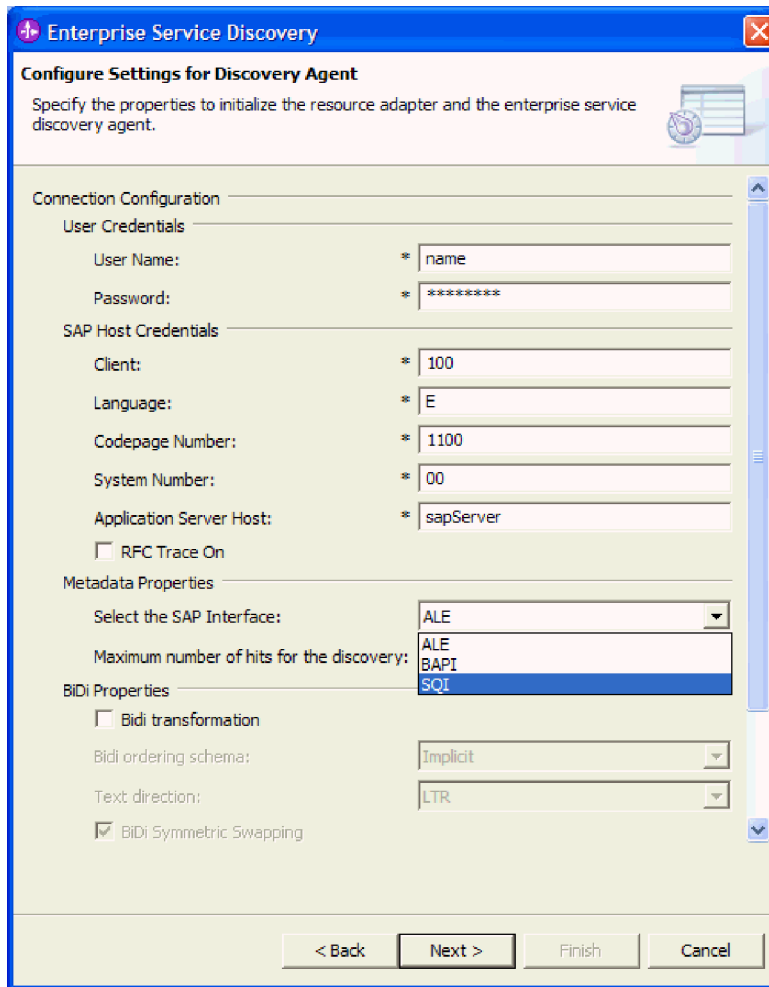 Enterprise Service Discovery
Configure Settings for Discovery Agent
Specify the properties to initialize the resource adapter and the enterprise service
discovery agent.
Connection Configuration
User Credentials
User Name: * name
Password: * ********
SAP Host Credentials
Client: * 100
Language: * E
Codepage Number: * 1100
System Number: * 00
Application Server Host: * sapServer
RFC Trace On
Metadata Properties
Select the SAP Interface: ALE
ALE
Maximum number of hits for the discovery: BAPI
BiDi Properties SQI
Bidi transformation
Bidi ordering schema: Implicit
Text direction: LTR
BiDi Symmetric Swapping
< Back Next > Finish Cancel